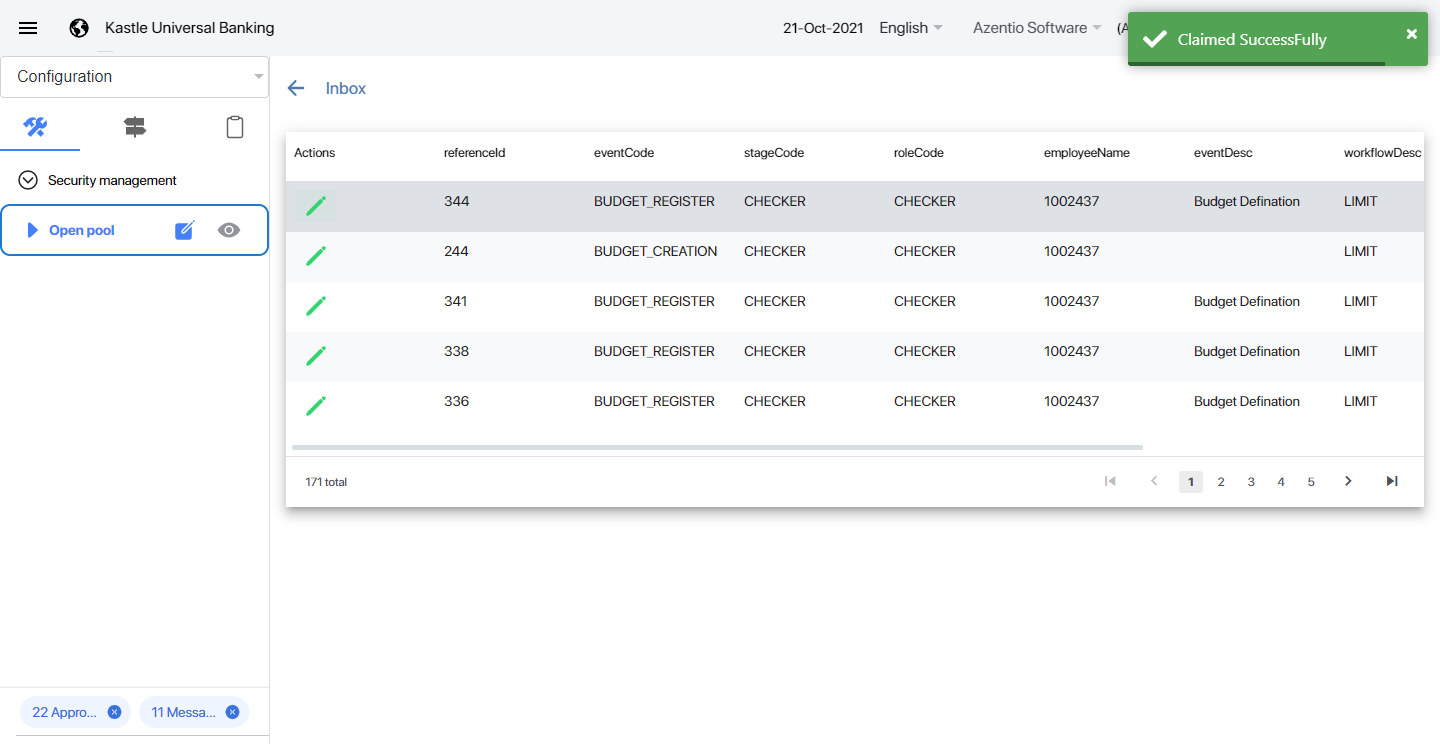 Kastle Universal Banking
21-Oct-2021 English Azentio Software (A
Claimed SuccessFully
Configuration
Inbox
Security management
Open pool
Actions referenceId eventCode stageCode roleCode employeeName eventDesc workflowDesc
344 BUDGET_REGISTER CHECKER CHECKER 1002437 Budget Defination LIMIT
244 BUDGET_CREATION CHECKER CHECKER 1002437 LIMIT
341 BUDGET_REGISTER CHECKER CHECKER 1002437 Budget Defination LIMIT
338 BUDGET_REGISTER CHECKER CHECKER 1002437 Budget Defination LIMIT
336 BUDGET_REGISTER CHECKER CHECKER 1002437 Budget Defination LIMIT
171 total
1 2 3 4 5
22 Appro... 11 Messa...